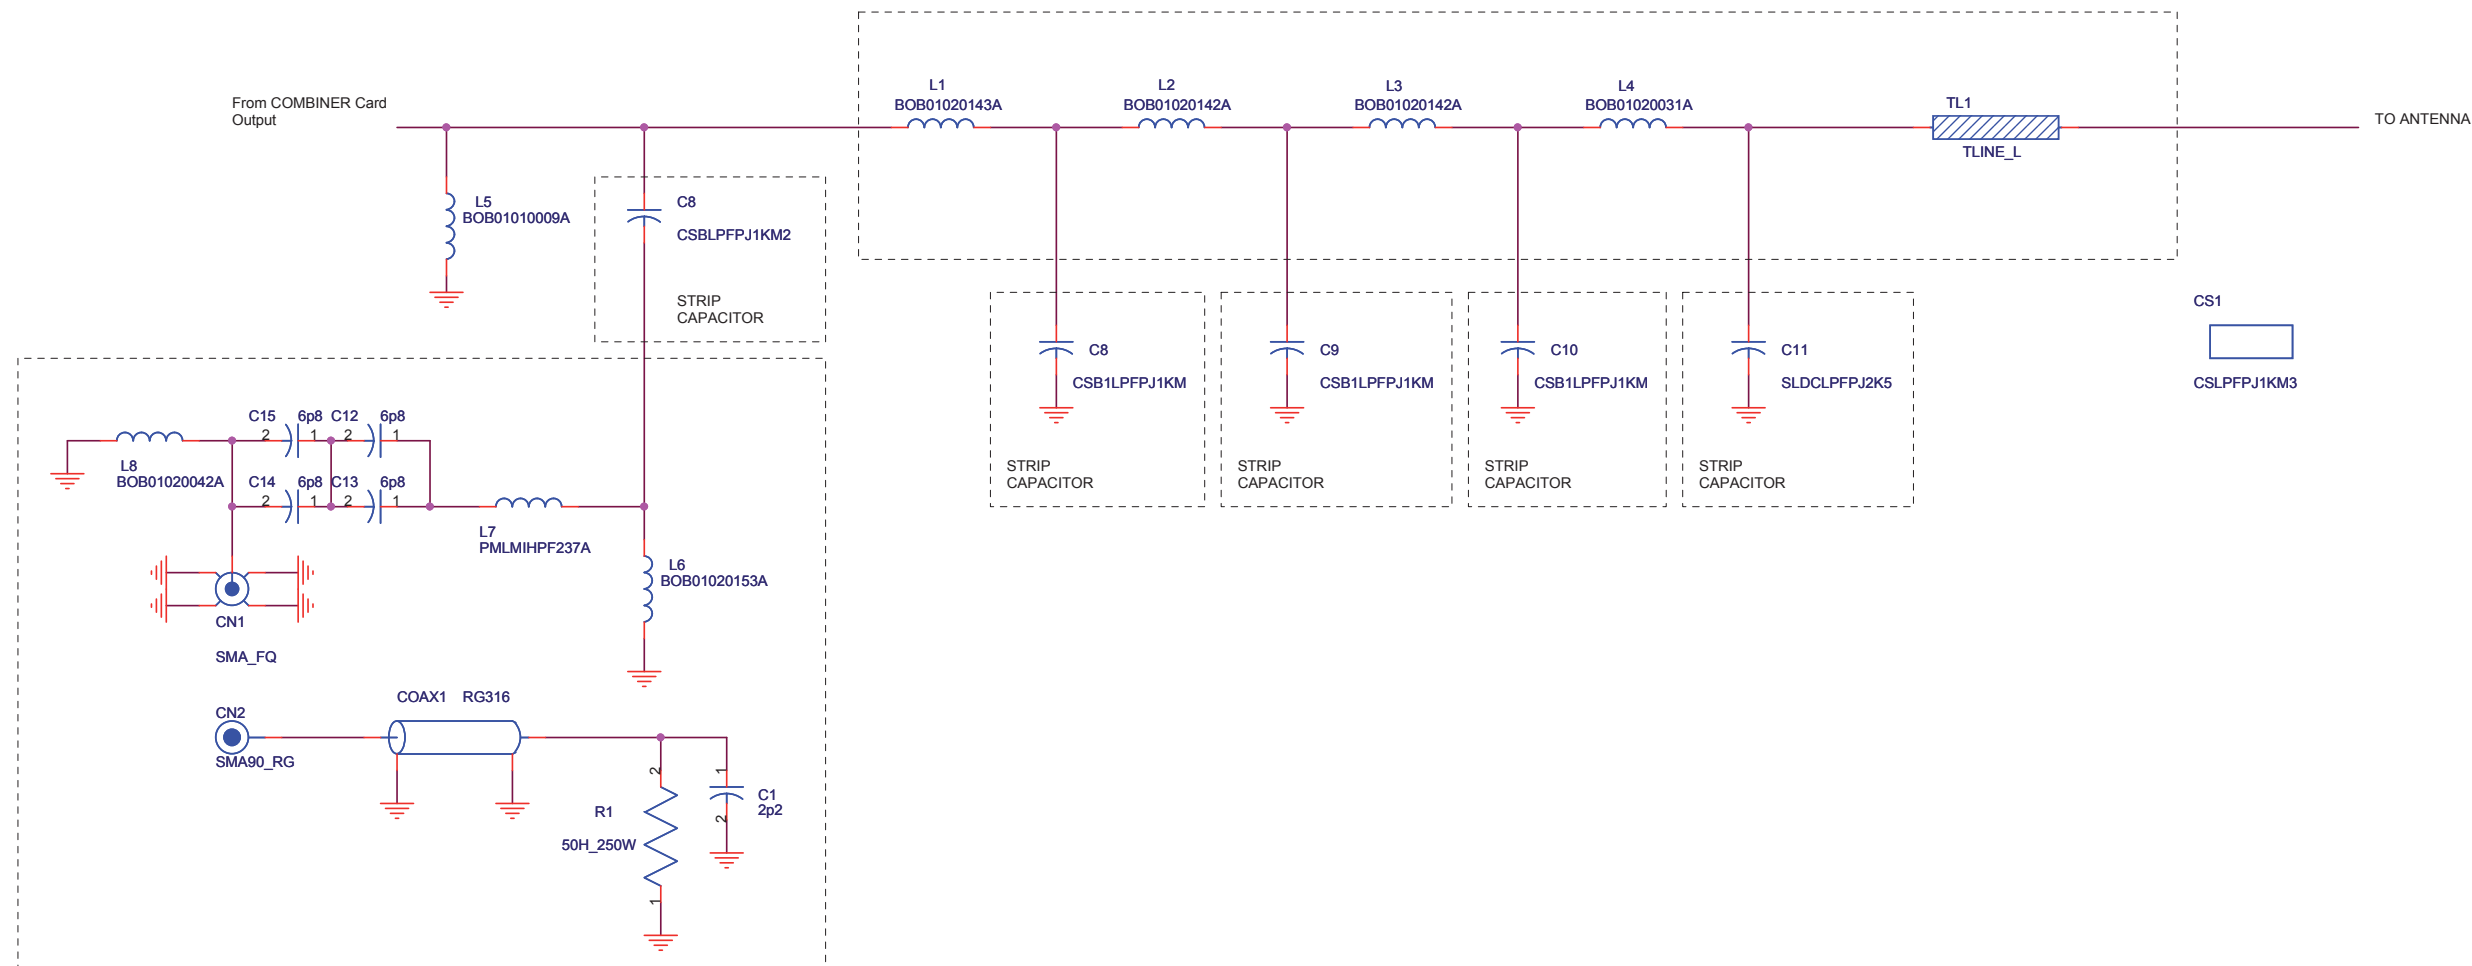 From COMBINER Card
Output
L1
BOB01020143A
L2
BOB01020142A
L3
BOB01020142A
L4
BOB01020031A
TL1
TLINE_L
TO ANTENNA
L5
BOB01010009A
C8
CSBLPFPJ1KM2
STRIP
CAPACITOR
C8
CSB1LPFPJ1KM
STRIP
CAPACITOR
C9
CSB1LPFPJ1KM
STRIP
CAPACITOR
C10
CSB1LPFPJ1KM
STRIP
CAPACITOR
C11
SLDCLPFPJ2K5
STRIP
CAPACITOR
CS1
CSLPFPJ1KM3
C15 6p8 C12 6p8
2 1 2 1
L8
BOB01020042A
C14 6p8 C13 6p8
2 1 2 1
L7
PMLMIHPF237A
L6
BOB01020153A
CN1
SMA_FQ
COAX1 RG316
CN2
SMA90_RG
2
1
R1
50H_250W
1
C1
2p2
2